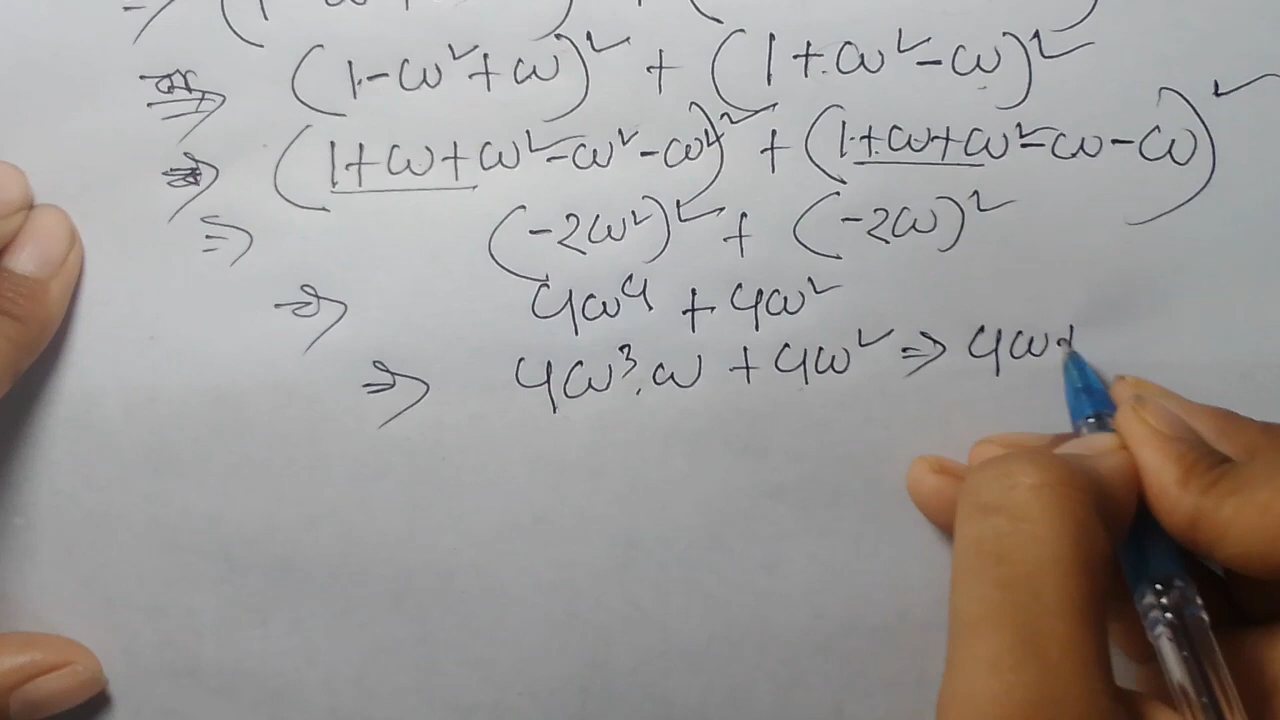 ⇒ (1-ω²+ω)² + (1+ω²-ω)²
⇒ (1+ω+ω²-ω²-ω²)² + (1+ω+ω²-ω-ω)²
⇒ (-2ω²)² + (-2ω)²
⇒ 4ω⁴ + 4ω²
⇒ 4ω³.ω + 4ω² ⇒ 4ω+